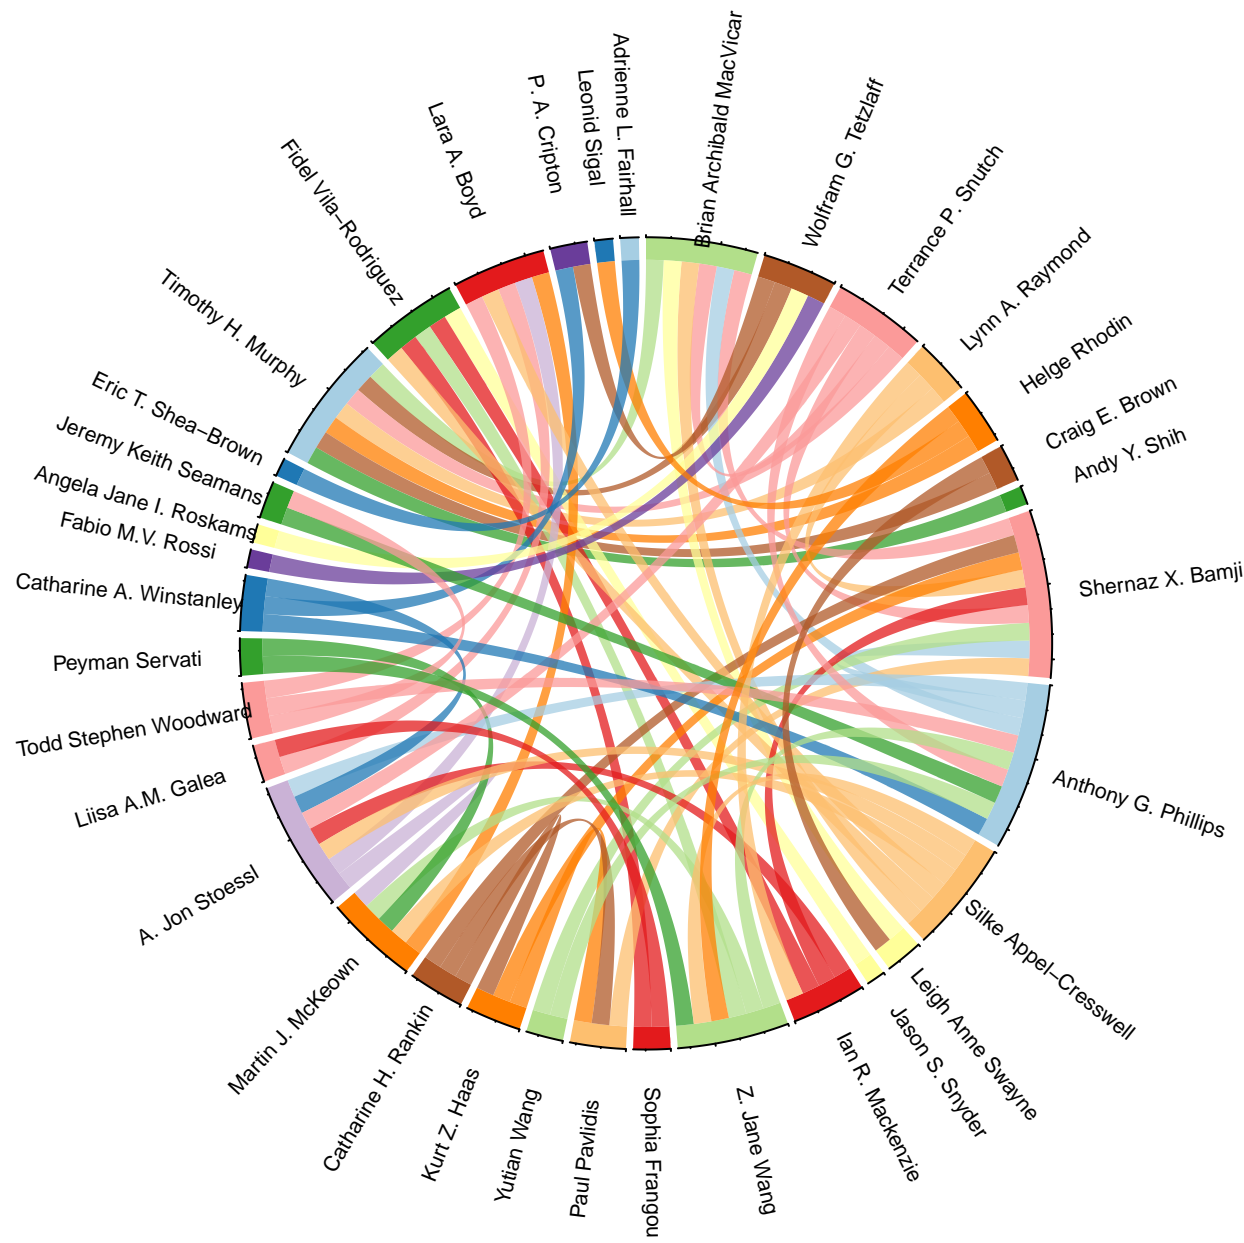 Adrienne L. Fairhall
Brian Archibald MacVicar
Wolfram G. Tetzlaff
Terrance P. Snutch
Lynn A. Raymond
Helge Rhodin
Craig E. Brown
Andy Y. Shih
Shernaz X. Bamji
Anthony G. Phillips
Silke Appel–Cresswell
Leigh Anne Swayne
Jason S. Snyder
Ian R. Mackenzie
Z. Jane Wang
Sophia Frangou
Paul Pavlidis
Yutian Wang
Kurt Z. Haas
Catharine H. Rankin
Martin J. McKeown
A. Jon Stoessl
Liisa A.M. Galea
Todd Stephen Woodward
Peyman Servati
Catharine A. Winstanley
Fabio M.V. Rossi
Angela Jane I. Roskams
Jeremy Keith Seamans
Eric T. Shea–Brown
Timothy H. Murphy
Fidel Vila–Rodriguez
Lara A. Boyd
P. A. Cripton
Leonid Sigal